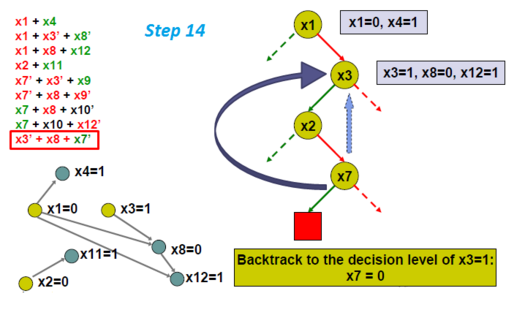 Step 14
x1 + x4
x1 + x3’ + x8’
x1 + x8 + x12
x2 + x11
x7’ + x3’ + x9
x7’ + x8 + x9’
x7 + x8 + x10’
x7 + x10 + x12’
x3’ + x8 + x7’
x1
x1=0, x4=1
x3
x3=1, x8=0, x12=1
x2
x7
x4=1
x1=0
x3=1
x8=0
x11=1
x12=1
x2=0
Backtrack to the decision level of x3=1:
x7 = 0